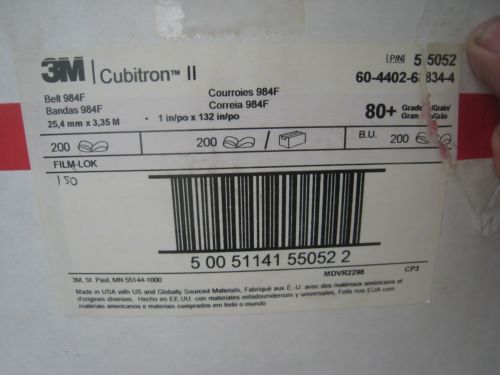 3M Cubitron™ II
P/N 5 5052
60-4402-6 834-4
Belt 984F
Courroies 984F
Bandas 984F
Correia 984F
25,4 mm x 3,35 M • 1 in/po x 132 in/po
80+
200
200
B.U. 200
FILM-LOK
150
5 00 51141 55052 2
MDVR2298
CP3
3M, St. Paul, MN 55144-1000
Made in USA with US and Globally Sourced Materials, Fabriqué aux É.-U. avec des matériaux américains et
d'origines diverses, Hecho en EE.UU. con materiales estadounidenses y universales, Feito nos EUA com
materiais americanos e materiais comprados em todo o mundo